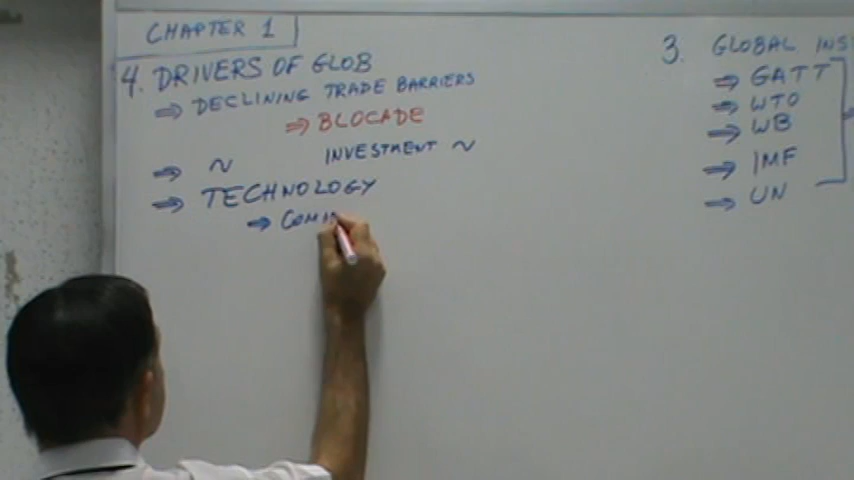 CHAPTER 1
4. DRIVERS OF GLOB
⇒ DECLINING TRADE BARRIERS
⇒ BLOCADE
⇒ ~ INVESTMENT ~
⇒ TECHNOLOGY
⇒ COMM
3. GLOBAL INS
⇒ GATT
⇒ WTO
⇒ WB
⇒ IMF
⇒ UN